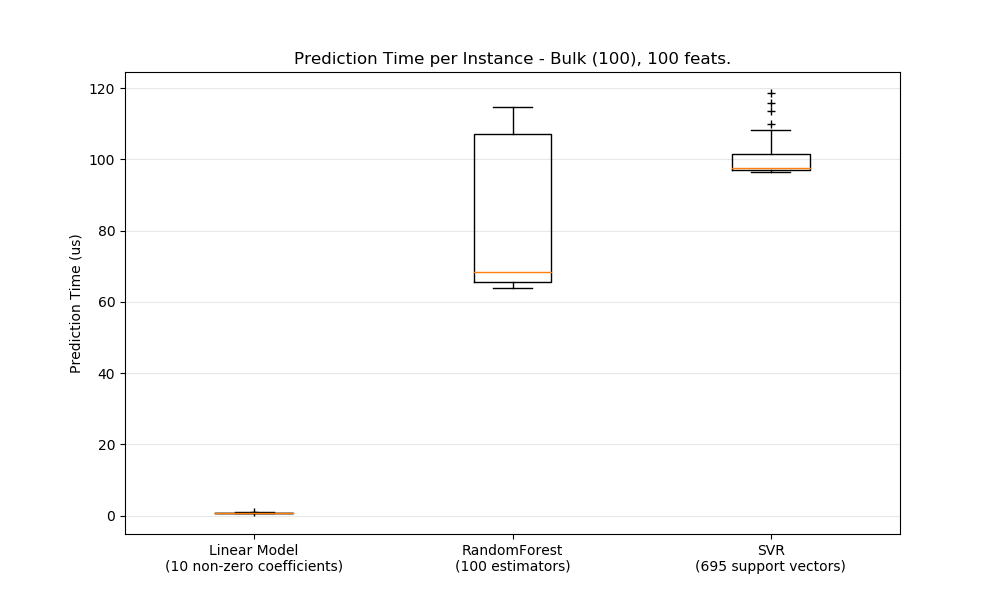 Prediction Time per Instance - Bulk (100), 100 feats.
120
100
80
60
40
20
0
Prediction Time (us)
Linear Model
(10 non-zero coefficients)
RandomForest
(100 estimators)
SVR
(695 support vectors)